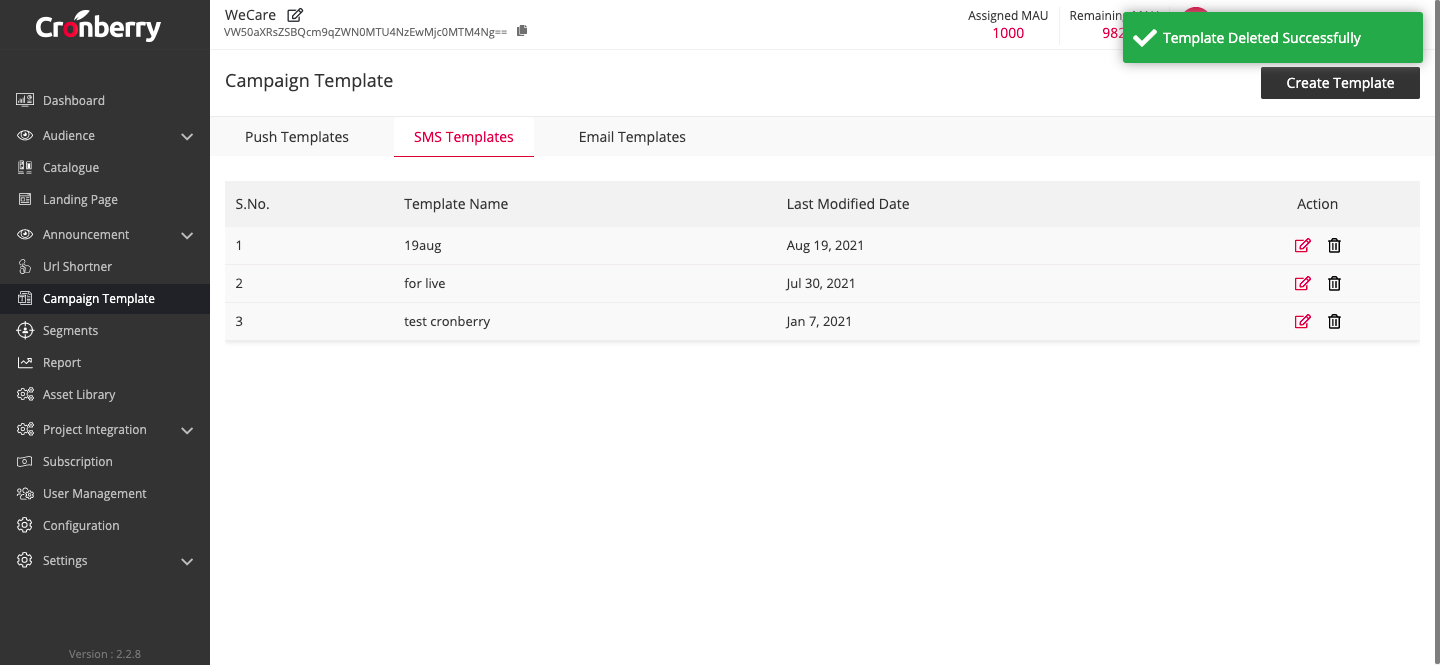 Cronberry
WeCare
VW50aXRsZSBQcm9qZWN0MTU4NzEwMjc0MTM4Ng==
Assigned MAU
1000
Remaining
982
Template Deleted Successfully
Campaign Template
Create Template
Push Templates
SMS Templates
Email Templates
S.No. Template Name Last Modified Date Action
1 19aug Aug 19, 2021
2 for live Jul 30, 2021
3 test cronberry Jan 7, 2021
Dashboard
Audience
Catalogue
Landing Page
Announcement
Url Shortner
Campaign Template
Segments
Report
Asset Library
Project Integration
Subscription
User Management
Configuration
Settings
Version : 2.2.8